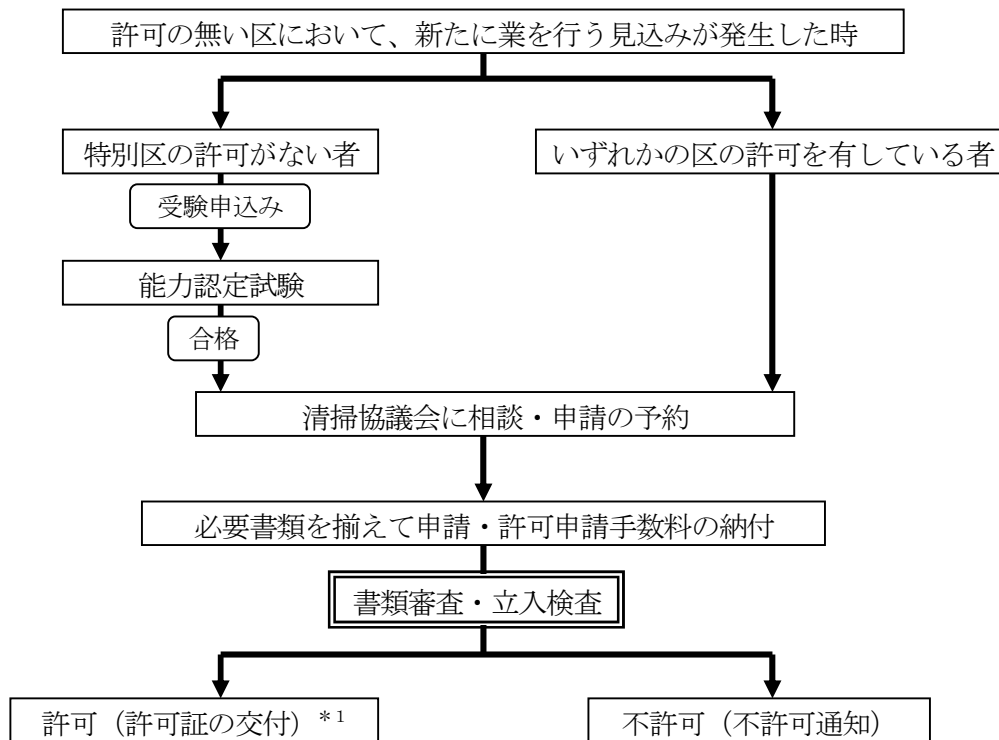 許可の無い区において、新たに業を行う見込みが発生した時
特別区の許可がない者
いずれかの区の許可を有している者
受験申込み
能力認定試験
合格
清掃協議会に相談・申請の予約
必要書類を揃えて申請・許可申請手数料の納付
書類審査・立入検査
許可（許可証の交付）＊１
不許可（不許可通知）